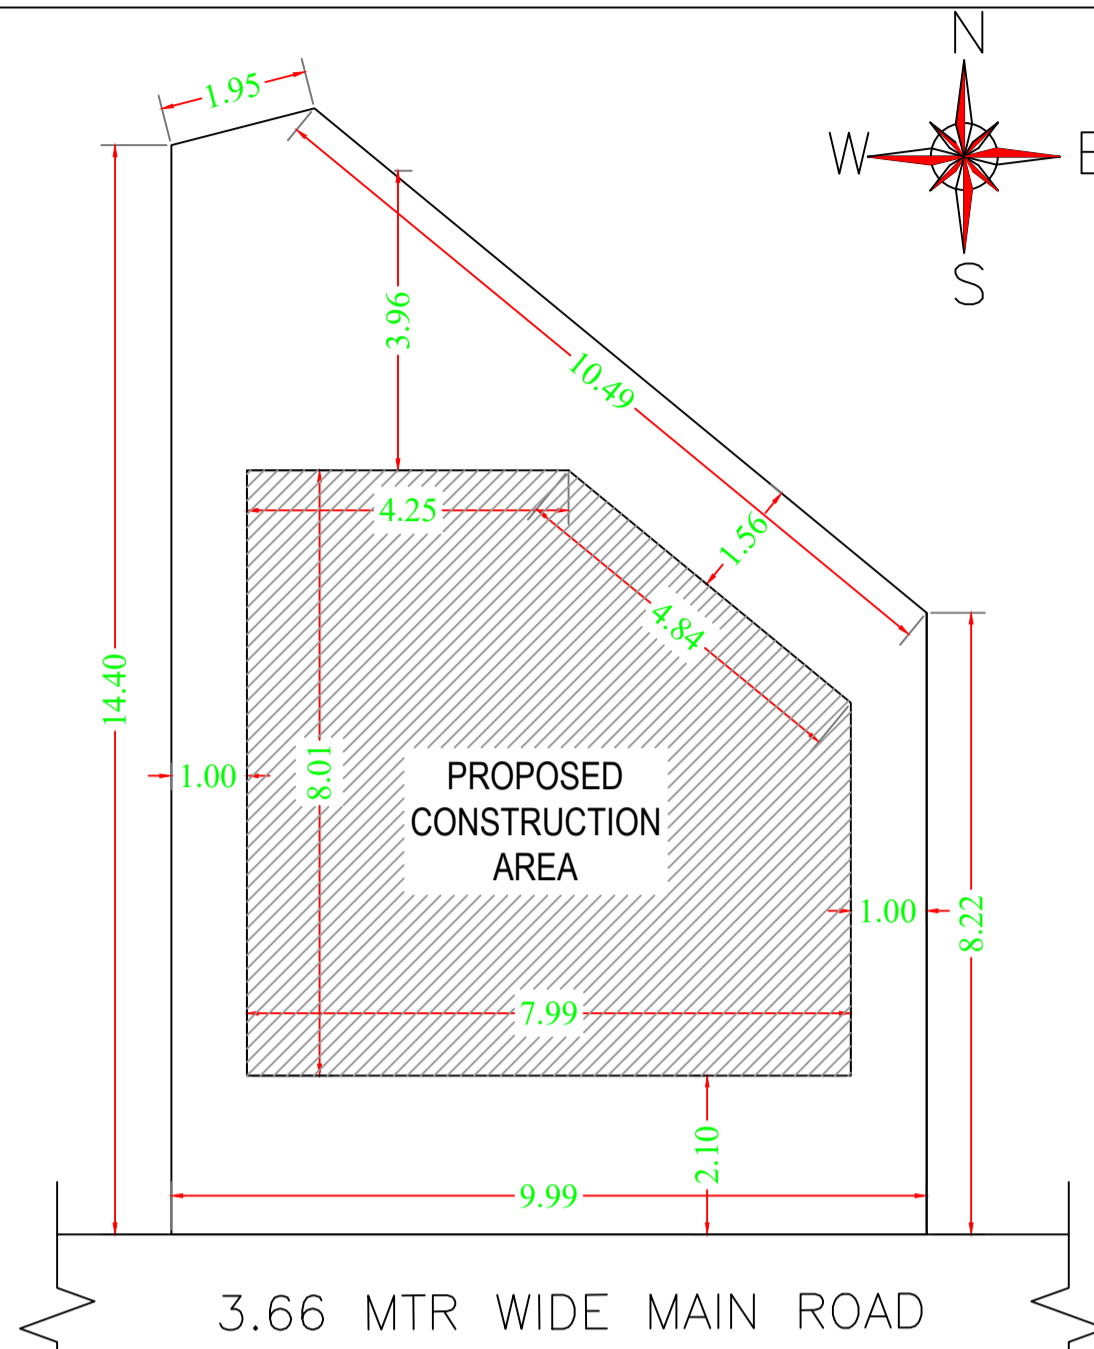 N
1.95
W
E
S
3.96
10.49
4.25
1.56
4.84
14.40
1.00
8.01
PROPOSED
CONSTRUCTION
AREA
1.00
8.22
7.99
2.10
9.99
3.66 MTR WIDE MAIN ROAD